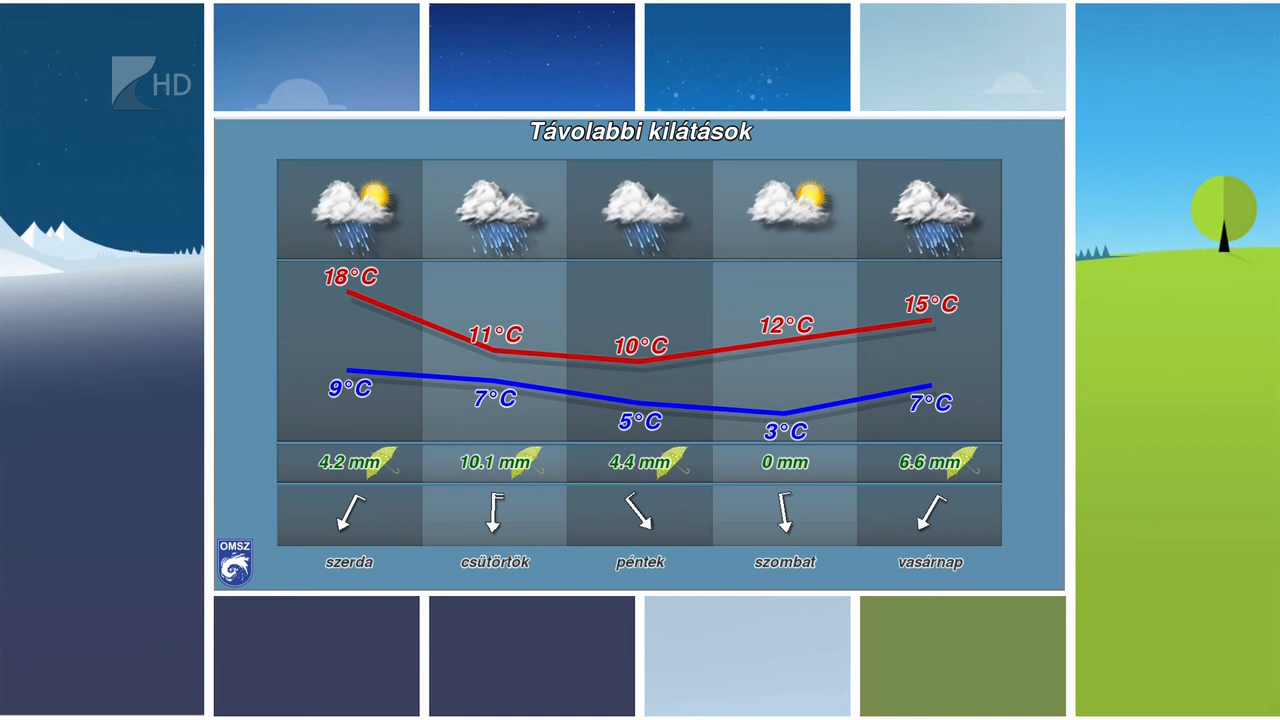 HD
Távolabbi kilátások
18°C
11°C
10°C
12°C
15°C
9°C
7°C
5°C
3°C
7°C
4.2 mm
10.1 mm
4.4 mm
0 mm
6.6 mm
OMSZ
szerda
csütörtök
péntek
szombat
vasárnap